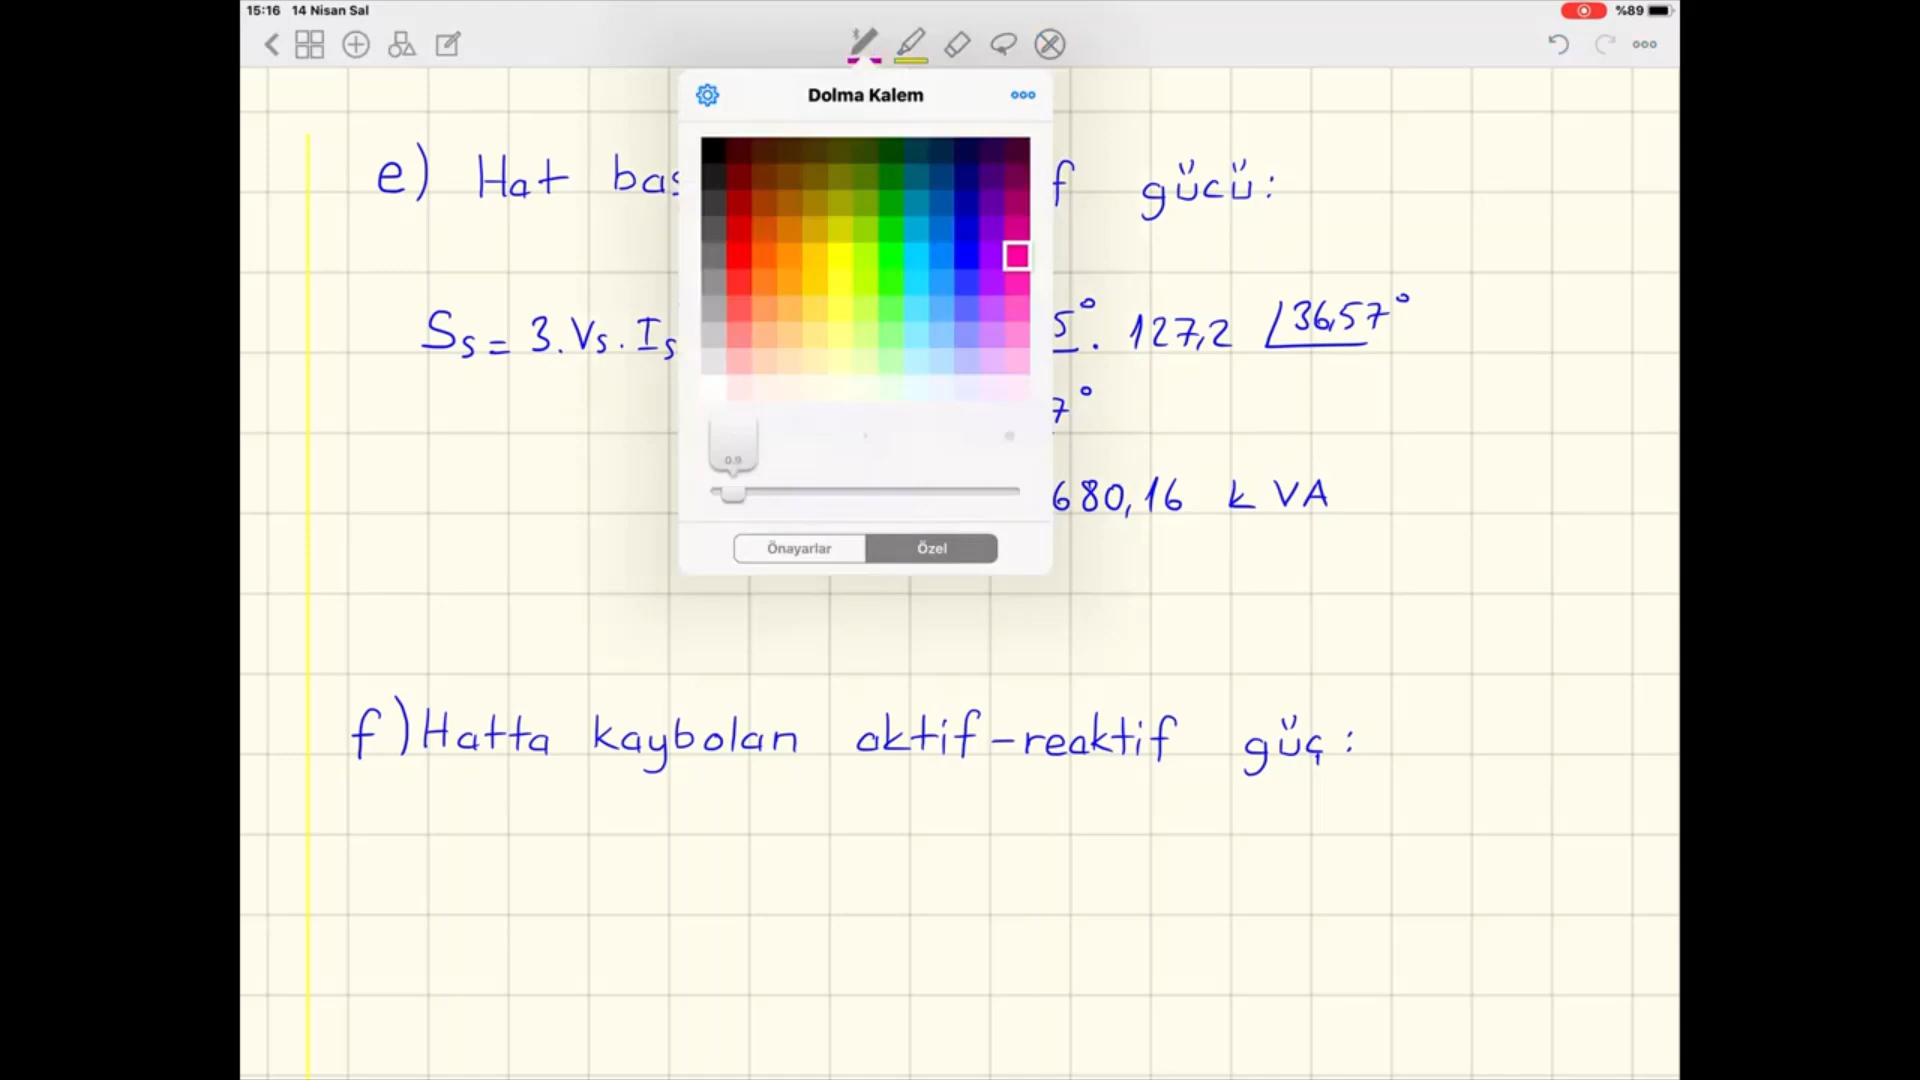 15:16 14 Nisan Sal %89
Dolma Kalem
e) Hat baş f gücü:
Ss = 3.Vs.Is 5°. 127,2 ∠36,57°
7°
680,16 kVA
0.9
Önayarlar Özel
f) Hatta kaybolan aktif-reaktif güç: